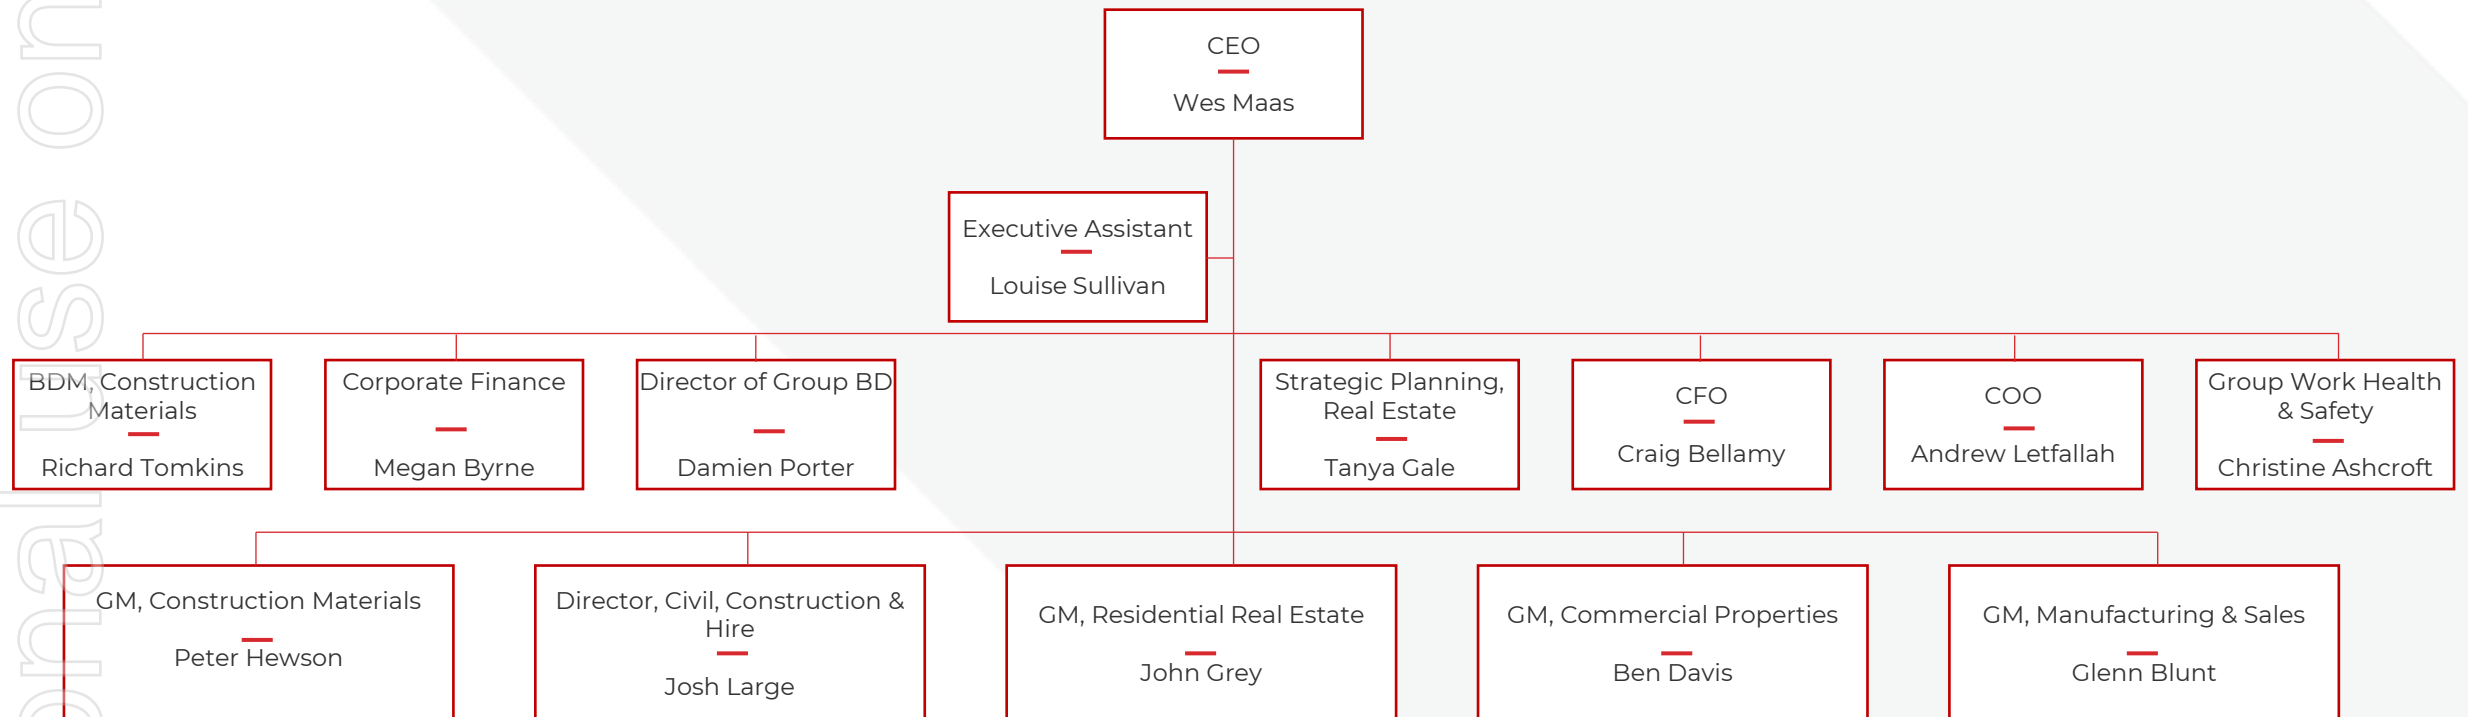 CEO
Wes Maas
Executive Assistant
Louise Sullivan
BDM, Construction
Materials
Richard Tomkins
Corporate Finance
Megan Byrne
Director of Group BD
Damien Porter
Strategic Planning,
Real Estate
Tanya Gale
CFO
Craig Bellamy
COO
Andrew Letfallah
Group Work Health
& Safety
Christine Ashcroft
GM, Construction Materials
Peter Hewson
Director, Civil, Construction &
Hire
Josh Large
GM, Residential Real Estate
John Grey
GM, Commercial Properties
Ben Davis
GM, Manufacturing & Sales
Glenn Blunt
onal use on